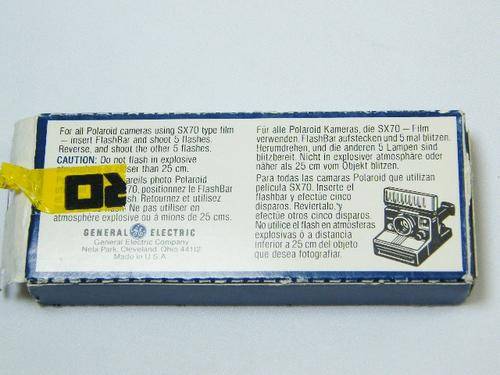 For all Polaroid cameras using SX70 type film
— insert FlashBar and shoot 5 flashes.
Reverse, and shoot the other 5 flashes.
CAUTION: Do not flash in explosive
than 25 cm.
photo Polaroid
70, positionnez le FlashBar
flash. Retournez et utilisez
Ne pas utiliser en
atmosphère explosive ou à moins de 25 cms.
GENERAL GE ELECTRIC
General Electric Company
Nela Park, Cleveland, Ohio 44112
Made in U.S.A.
Für alle Polaroid Kameras, die SX70 — Film
verwenden. FlashBar aufstecken und 5 mal blitzen.
Herumdrehen, und die anderen 5 Lampen sind
blitzbereit. Nicht in explosiver atmosphäre oder
näher als 25 cm vom Objekt blitzen.
Para todas las camaras Polaroid que utilizan
película SX70. Inserte el
flashbar y efectúe cinco
disparos. Reviertalo, y
efectúe otros cinco disparos.
No utilice el flash en atmósferas
explosivas ó a distancia
inferior a 25 cm del objeto
que desea fotografiar.
RO